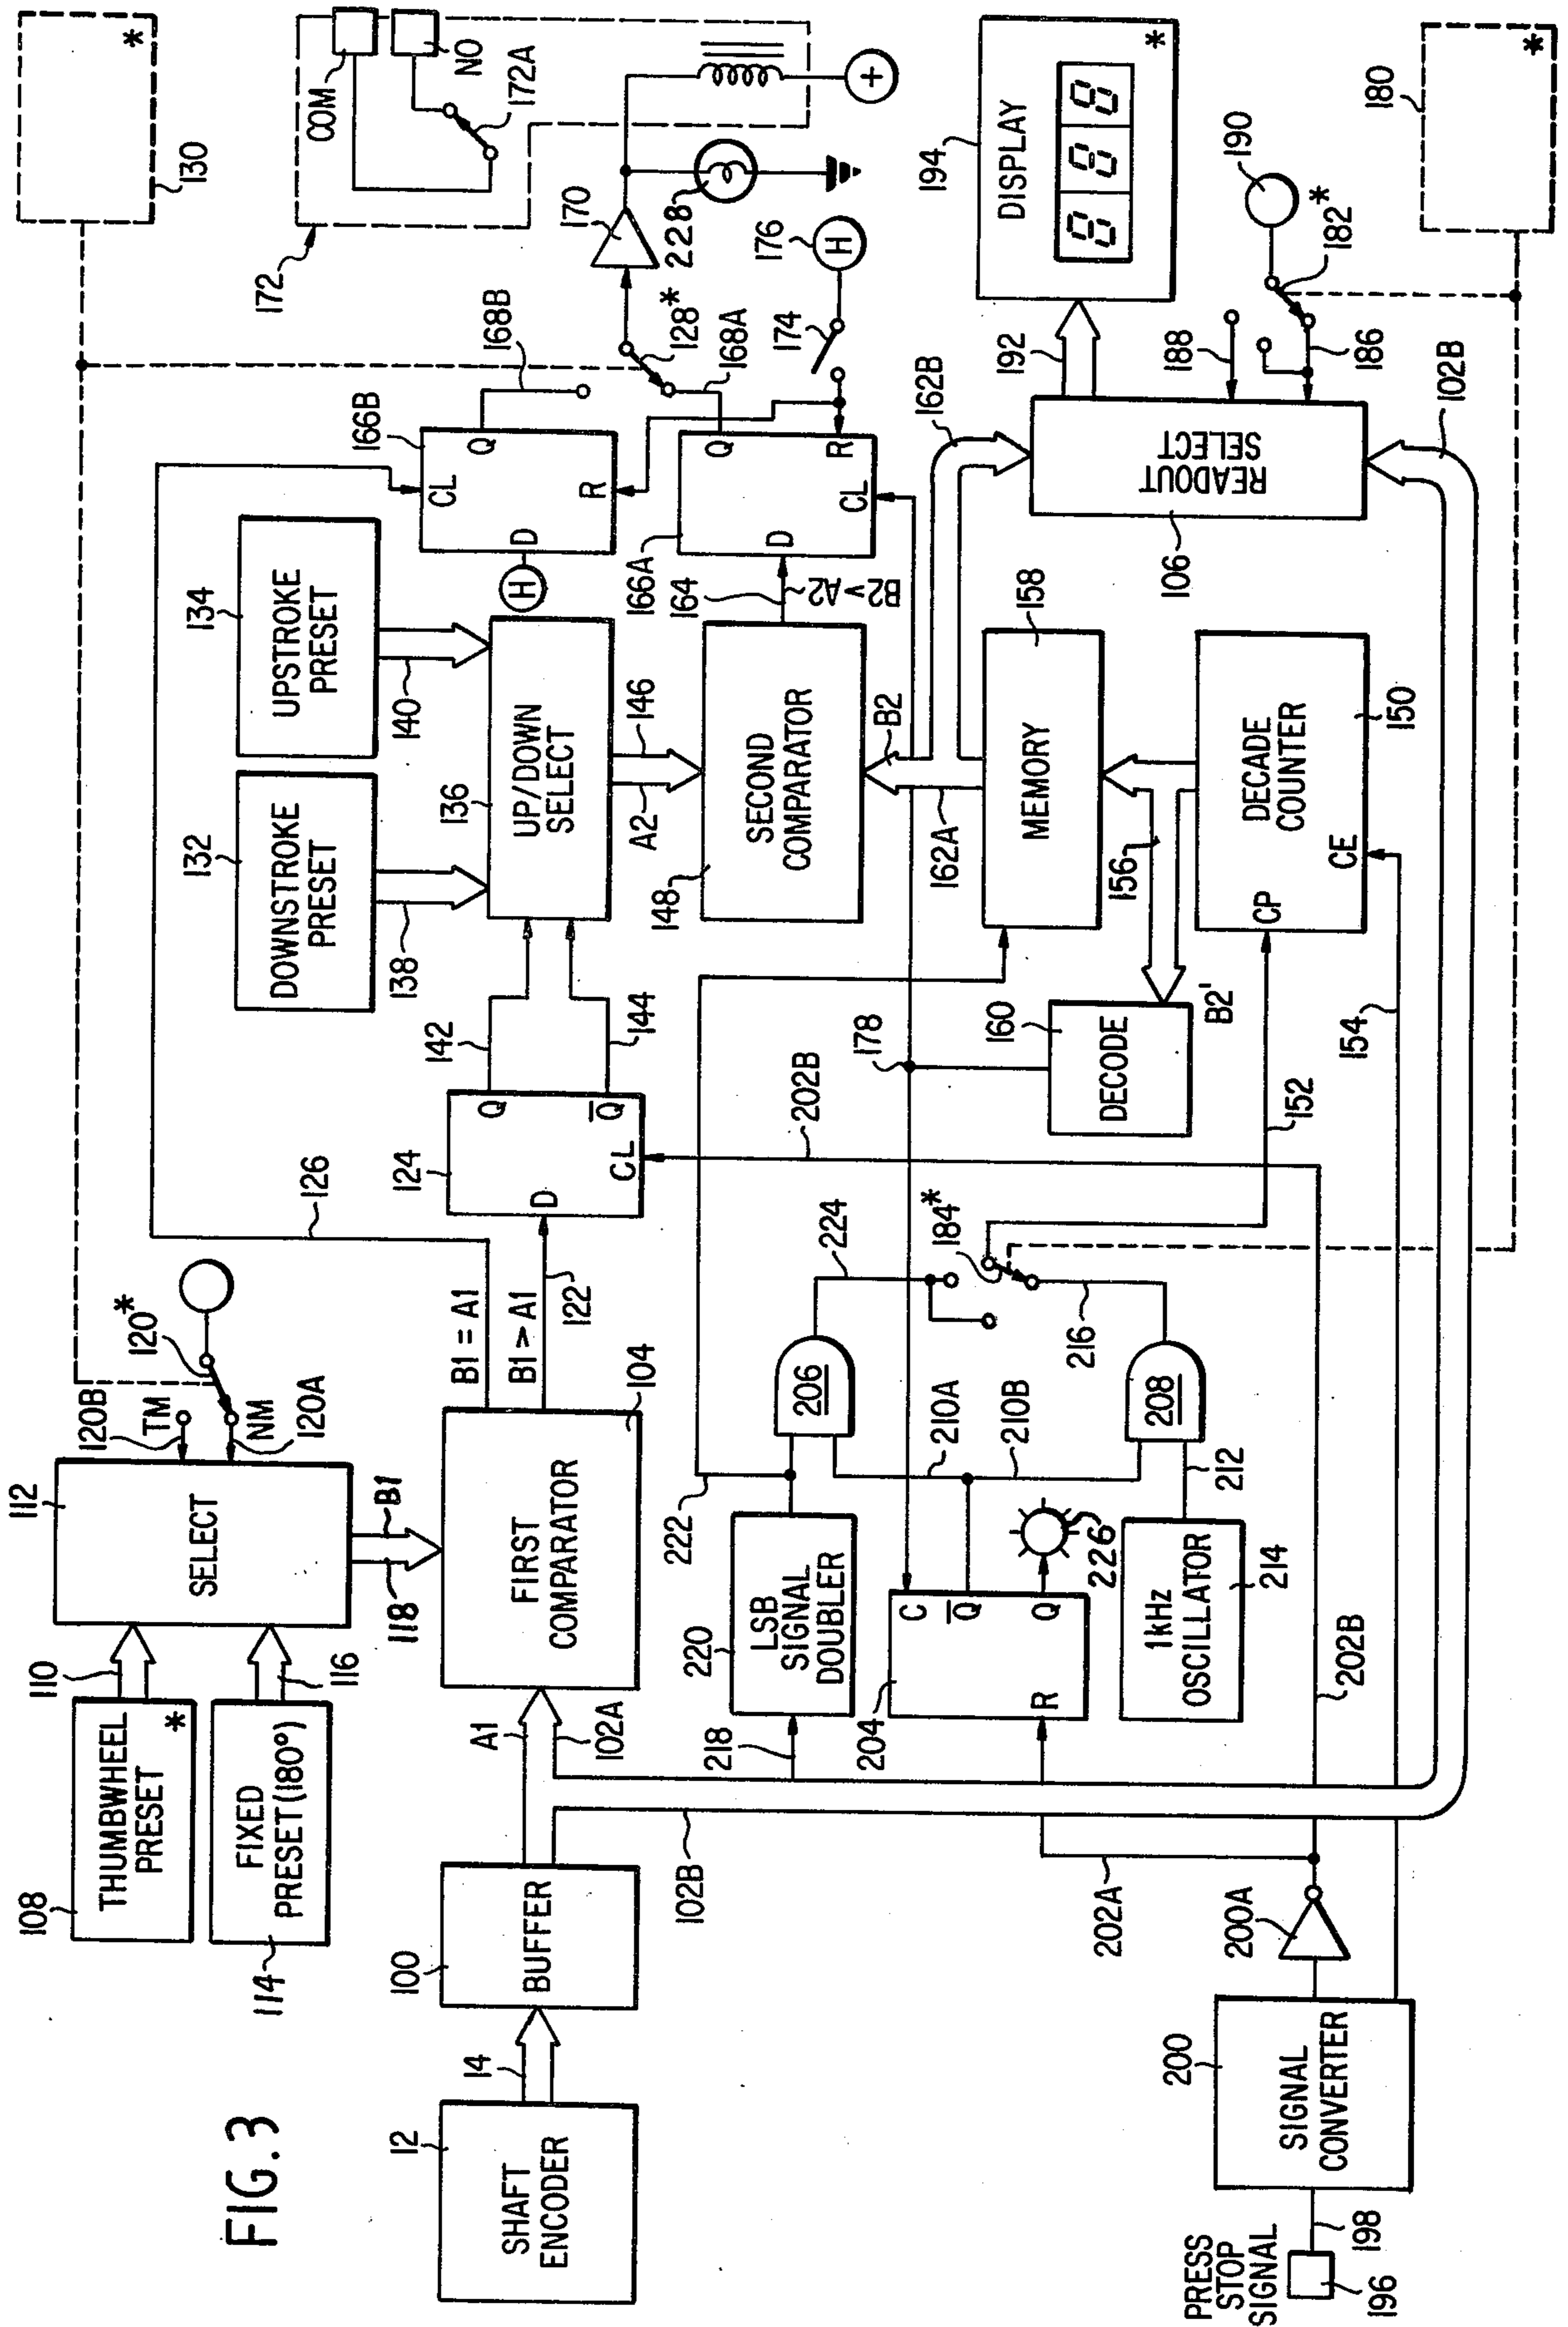 FIG. 3
SHAFT
ENCODER
12
14
BUFFER
100
A1
102A
102B
THUMBWHEEL
PRESET
*
108
110
FIXED
PRESET (180°)
114
116
SELECT
112
B1
118
TM
120B
NM
120A
120*
FIRST
COMPARATOR
104
B1 = A1
B1 > A1
122
126
D
Q
Q̅
CL
124
142
144
DOWNSTROKE
PRESET
132
138
UPSTROKE
PRESET
134
140
UP/DOWN
SELECT
136
A2
146
SECOND
COMPARATOR
148
B2
162A
162B
164
B2 > A2
H
D
CL
Q
R
166B
168B
D
Q
R
CL
166A
168A
128*
174
H
176
170
228
+
172
COM
NO
172A
*
130
PRESS
STOP
SIGNAL
196
198
SIGNAL
CONVERTER
200
200A
202A
202B
202B
R
C
Q̅
Q
204
226
218
LSB
SIGNAL
DOUBLER
220
222
206
210A
210B
208
212
1kHz
OSCILLATOR
214
216
224
184*
152
154
178
DECODE
160
B2'
156
MEMORY
158
DECADE
COUNTER
CP
CE
150
READOUT
SELECT
106
102B
186
188
182*
190
192
DISPLAY
888
*
194
*
180